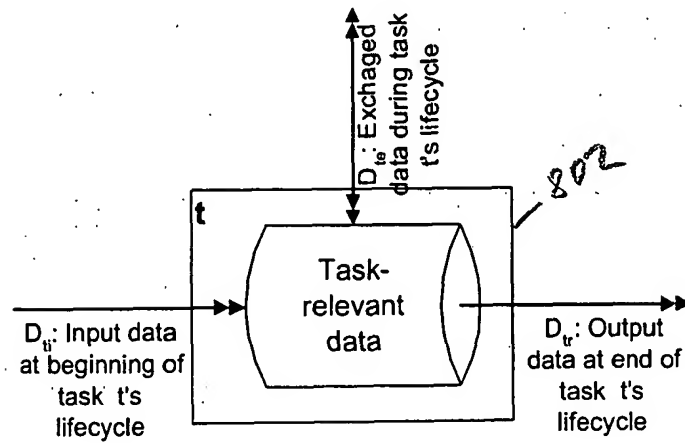 D_te: Exchaged
data during task
t's lifecycle
802
t
Task-
relevant
data
D_ti: Input data
at beginning of
task t's
lifecycle
D_tr: Output
data at end of
task t's
lifecycle